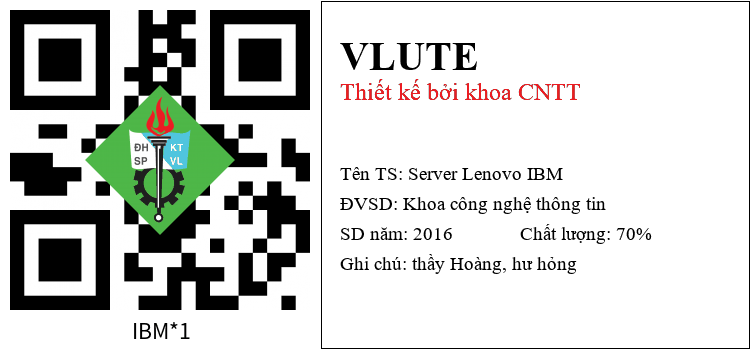 ĐH KT
SP VL
IBM*1
VLUTE
Thiết kế bởi khoa CNTT
Tên TS: Server Lenovo IBM
ĐVSD: Khoa công nghệ thông tin
SD năm: 2016 Chất lượng: 70%
Ghi chú: thầy Hoàng, hư hỏng